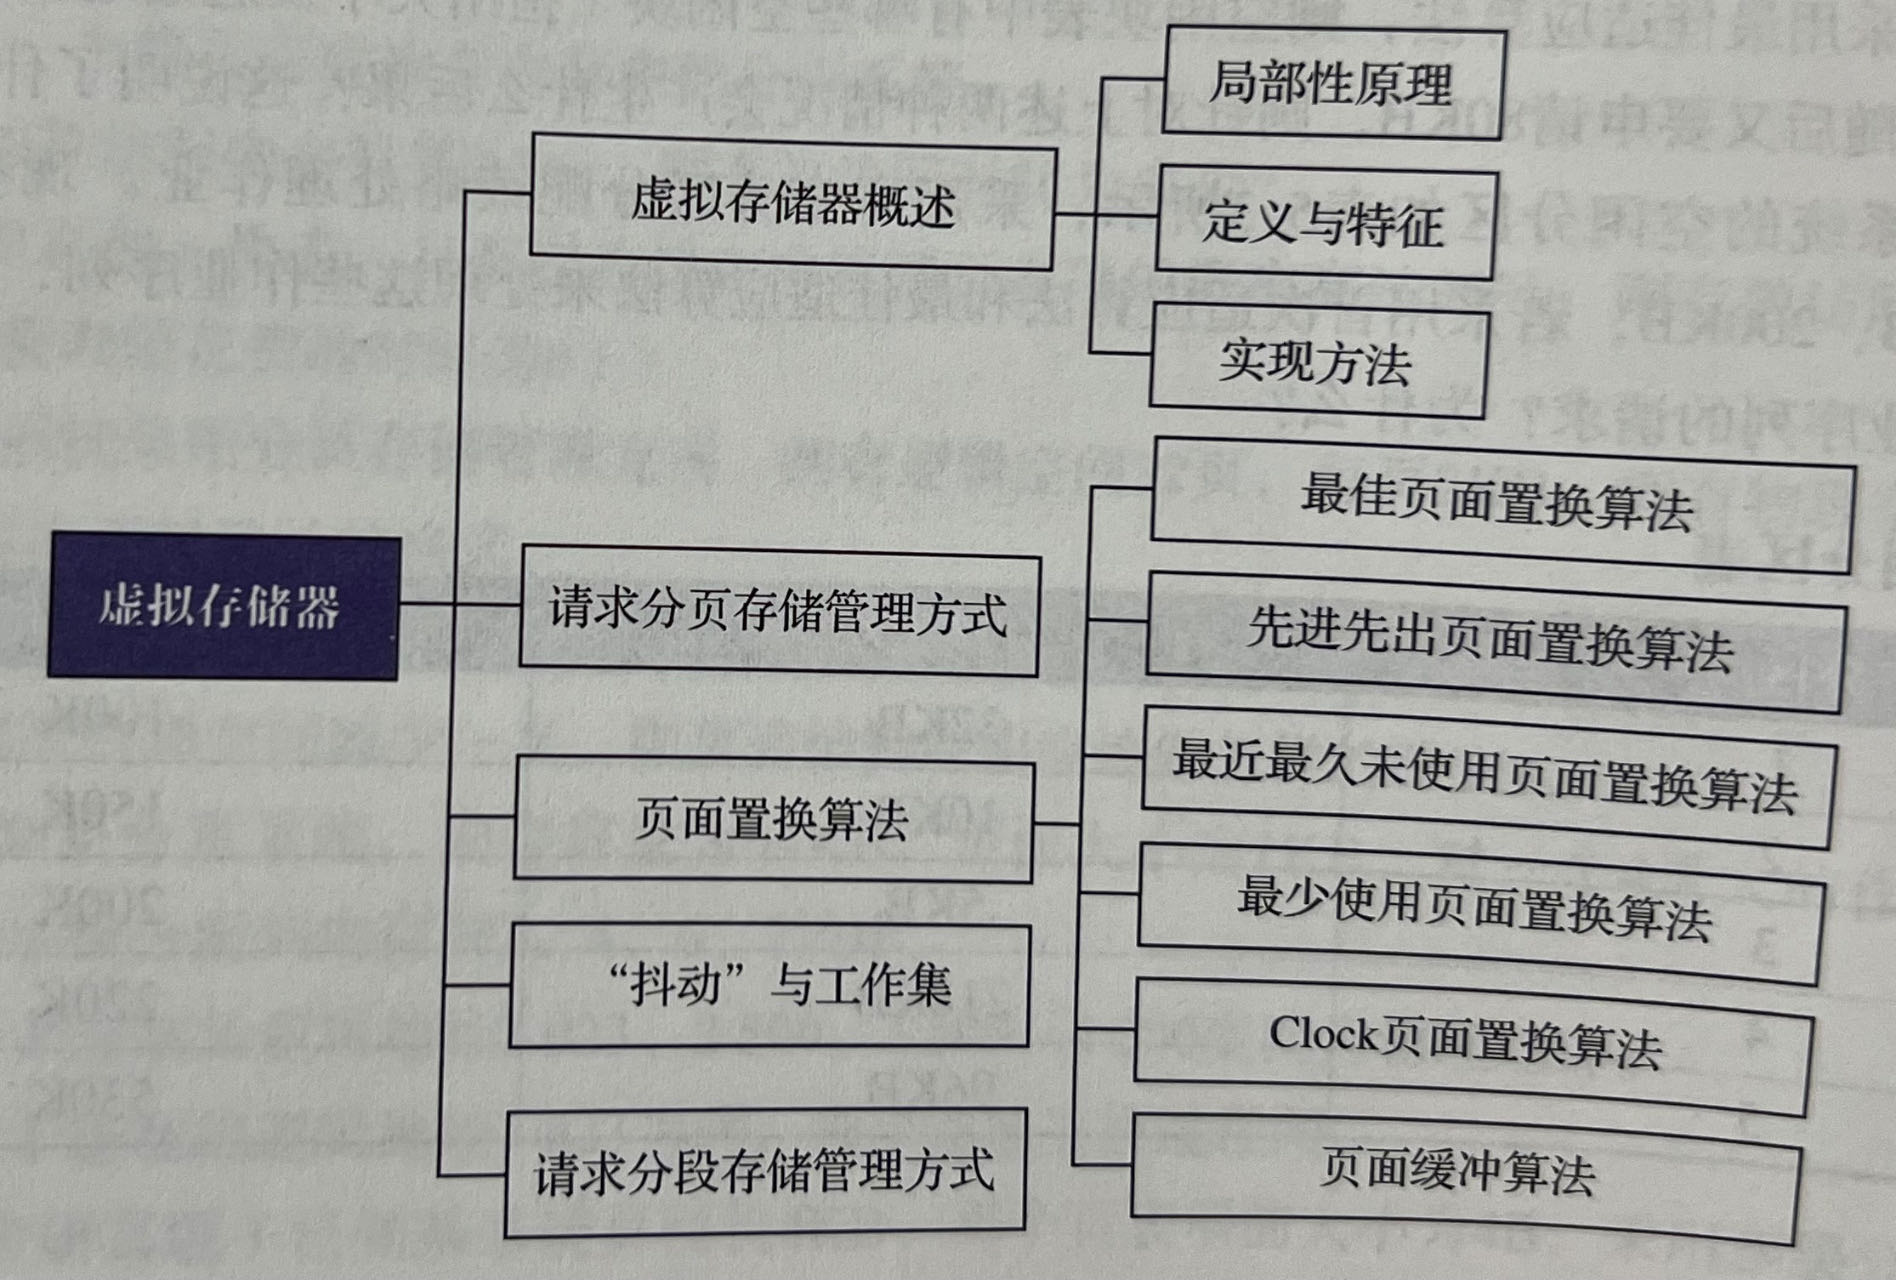 虚拟存储器
虚拟存储器概述
局部性原理
定义与特征
实现方法
请求分页存储管理方式
页面置换算法
最佳页面置换算法
先进先出页面置换算法
最近最久未使用页面置换算法
最少使用页面置换算法
Clock页面置换算法
页面缓冲算法
“抖动”与工作集
请求分段存储管理方式